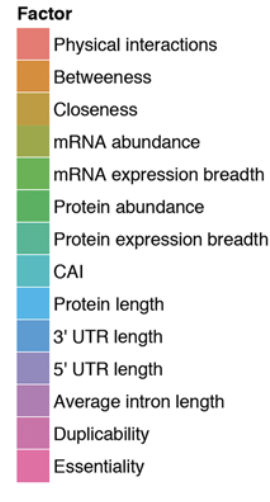 Factor
Physical interactions
Betweeness
Closeness
mRNA abundance
mRNA expression breadth
Protein abundance
Protein expression breadth
CAI
Protein length
3' UTR length
5' UTR length
Average intron length
Duplicability
Essentiality